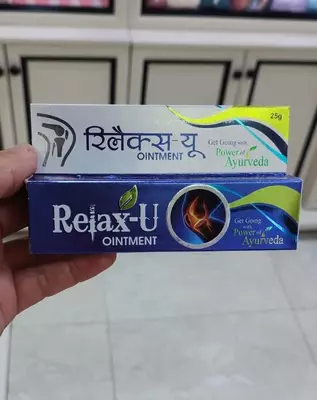 25g
रिलैक्स-यू
OINTMENT
Get Going with
Power of
Ayurveda
Relax-U
OINTMENT
Get Going
with
Power of
Ayurveda